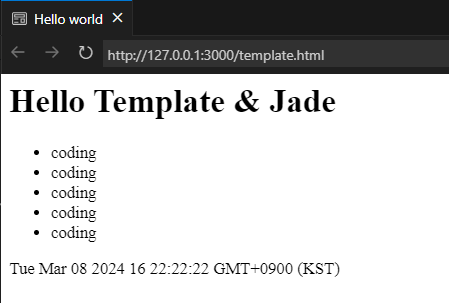 Hello world
http://127.0.0.1:3000/template.html
Hello Template & Jade
coding
coding
coding
coding
coding
Tue Mar 08 2024 16 22:22:22 GMT+0900 (KST)